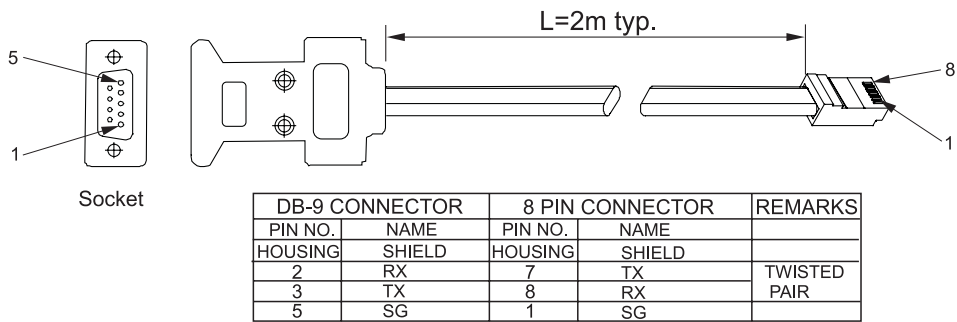 L=2m typ.
5
8
1
1
Socket
DB-9 CONNECTOR 8 PIN CONNECTOR REMARKS
PIN NO. NAME PIN NO. NAME
HOUSING SHIELD HOUSING SHIELD
2 RX 7 TX TWISTED
3 TX 8 RX PAIR
5 SG 1 SG